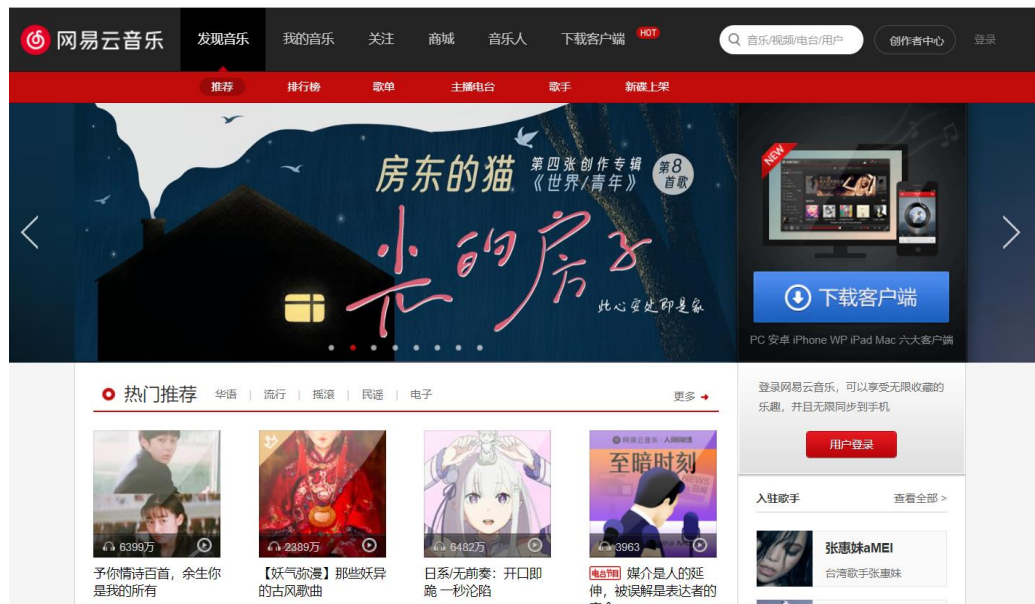 网易云音乐
发现音乐
我的音乐
关注
商城
音乐人
下载客户端
HOT
音乐/视频/电台/用户
创作者中心
登录
推荐
排行榜
歌单
主播电台
歌手
新碟上架
房东的猫
第四张创作专辑
《世界/青年》
第8
首歌
光的房子
此心安处即是家
NEW
下载客户端
PC 安卓 iPhone WP iPad Mac 六大客户端
热门推荐
华语
流行
摇滚
民谣
电子
更多
登录网易云音乐，可以享受无限收藏的
乐趣，并且无限同步到手机
用户登录
入驻歌手
查看全部 >
张惠妹aMEI
台湾歌手张惠妹
网易云音乐
至暗时刻
NEWS
6399万
2389万
6482万
3963
予你情诗百首，余生你
是我的所有
【妖气弥漫】那些妖异
的古风歌曲
日系/无前奏：开口即
跪 一秒沦陷
电台节目 媒介是人的延
伸，被误解是表达者的